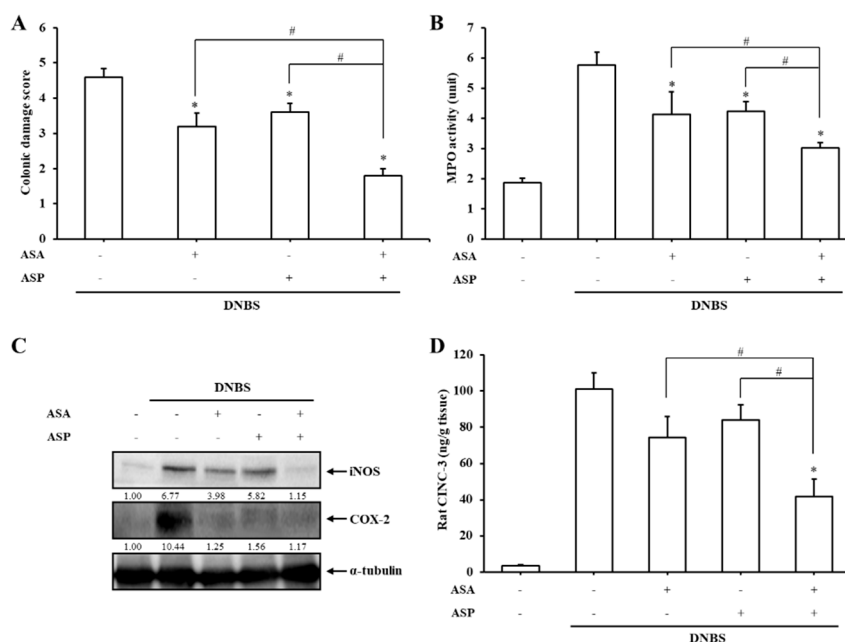 A
#
#
*
*
*
Colonic damage score
6
5
4
3
2
1
0
ASA - + - +
ASP - - + +
DNBS
B
#
#
*
*
*
MPO activity (unit)
7
6
5
4
3
2
1
0
ASA - - + - +
ASP - - - + +
DNBS
C
DNBS
ASA - - + - +
ASP - - - + +
iNOS
1.00 6.77 3.98 5.82 1.15
COX-2
1.00 10.44 1.25 1.56 1.17
α-tubulin
D
#
#
*
Rat CINC-3 (ng/g tissue)
120
100
80
60
40
20
0
ASA - - + - +
ASP - - - + +
DNBS